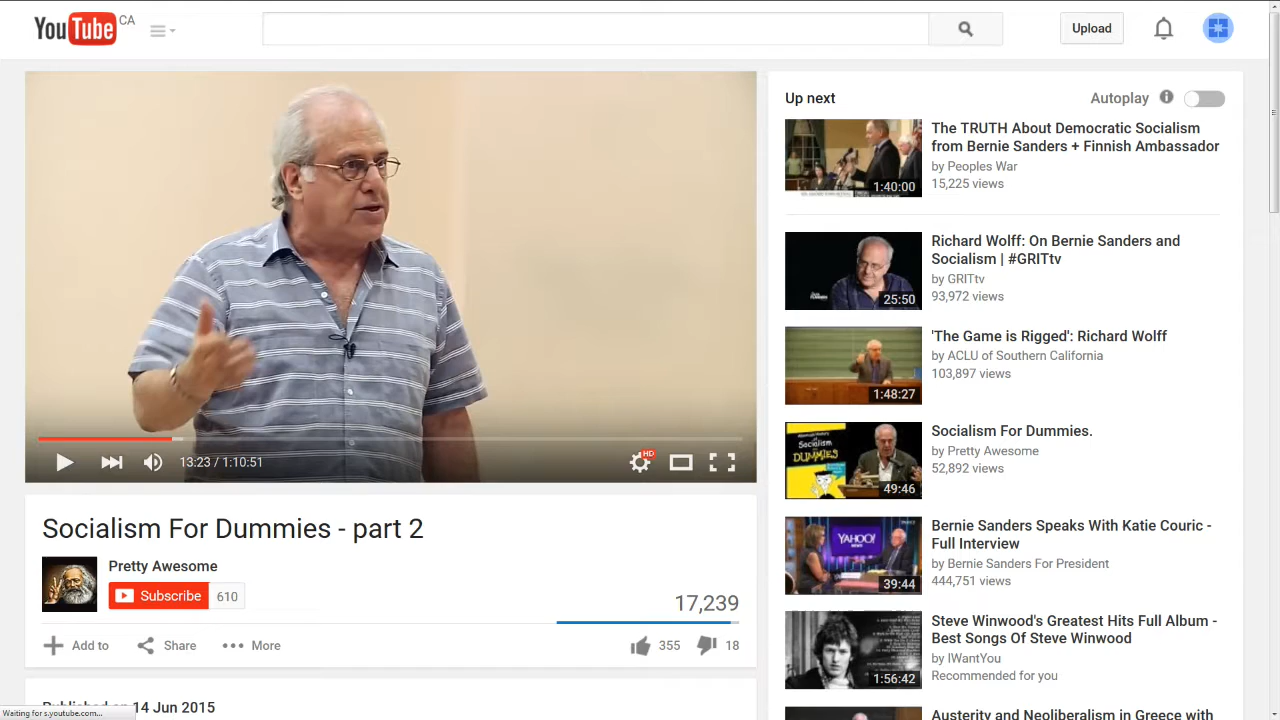 YouTube CA
Upload
Up next
Autoplay
The TRUTH About Democratic Socialism
from Bernie Sanders + Finnish Ambassador
by Peoples War
15,225 views
1:40:00
Richard Wolff: On Bernie Sanders and
Socialism | #GRITtv
by GRITtv
93,972 views
25:50
'The Game is Rigged': Richard Wolff
by ACLU of Southern California
103,897 views
1:48:27
Socialism For Dummies.
by Pretty Awesome
52,892 views
Socialism
DUMMIES
49:46
Bernie Sanders Speaks With Katie Couric -
Full Interview
by Bernie Sanders For President
444,751 views
YAHOO!
NEWS
39:44
Steve Winwood's Greatest Hits Full Album -
Best Songs Of Steve Winwood
by IWantYou
Recommended for you
1:56:42
Austerity and Neoliberalism in Greece with
13:23 / 1:10:51
HD
Socialism For Dummies - part 2
Pretty Awesome
Subscribe 610
17,239
Add to Share More 355 18
Published on 14 Jun 2015
Waiting for s.youtube.com...